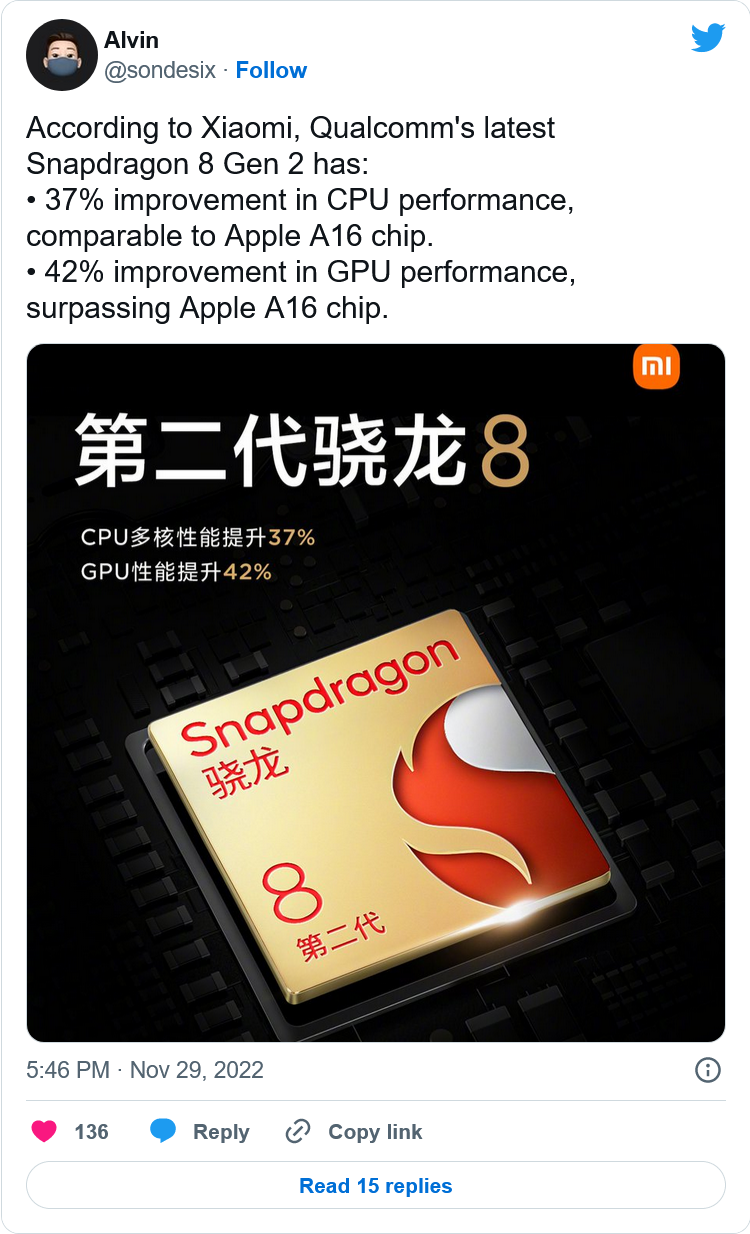 Alvin
@sondesix · Follow
According to Xiaomi, Qualcomm's latest
Snapdragon 8 Gen 2 has:
• 37% improvement in CPU performance,
comparable to Apple A16 chip.
• 42% improvement in GPU performance,
surpassing Apple A16 chip.
mi
第二代骁龙8
CPU多核性能提升37%
GPU性能提升42%
Snapdragon
骁龙
8
第二代
5:46 PM · Nov 29, 2022
136 Reply Copy link
Read 15 replies